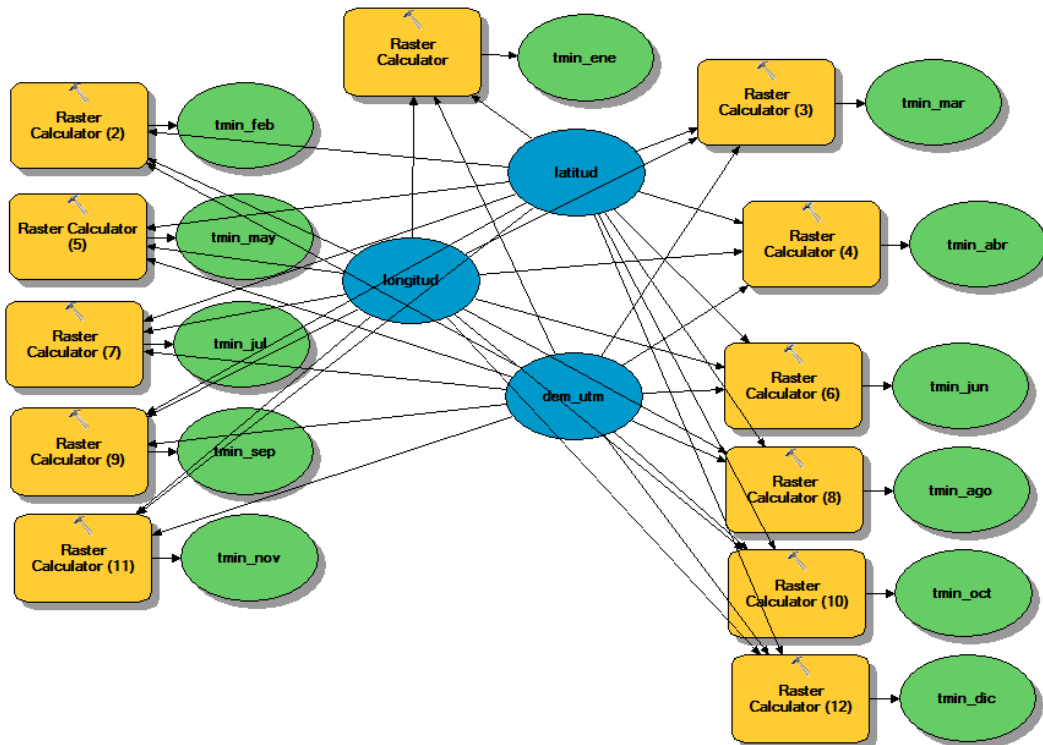 Raster
Calculator
tmin_ene
Raster
Calculator (2)
tmin_feb
Raster
Calculator (3)
tmin_mar
latitud
Raster Calculator
(5)
tmin_may
Raster
Calculator (4)
tmin_abr
longitud
Raster
Calculator (7)
tmin_jul
Raster
Calculator
(6)
tmin_jun
dem_utm
Raster
Calculator (9)
tmin_sep
Raster
Calculator
(8)
tmin_ago
Raster
Calculator (11)
tmin_nov
Raster
Calculator
(10)
tmin_oct
Raster
Calculator
(12)
tmin_dic